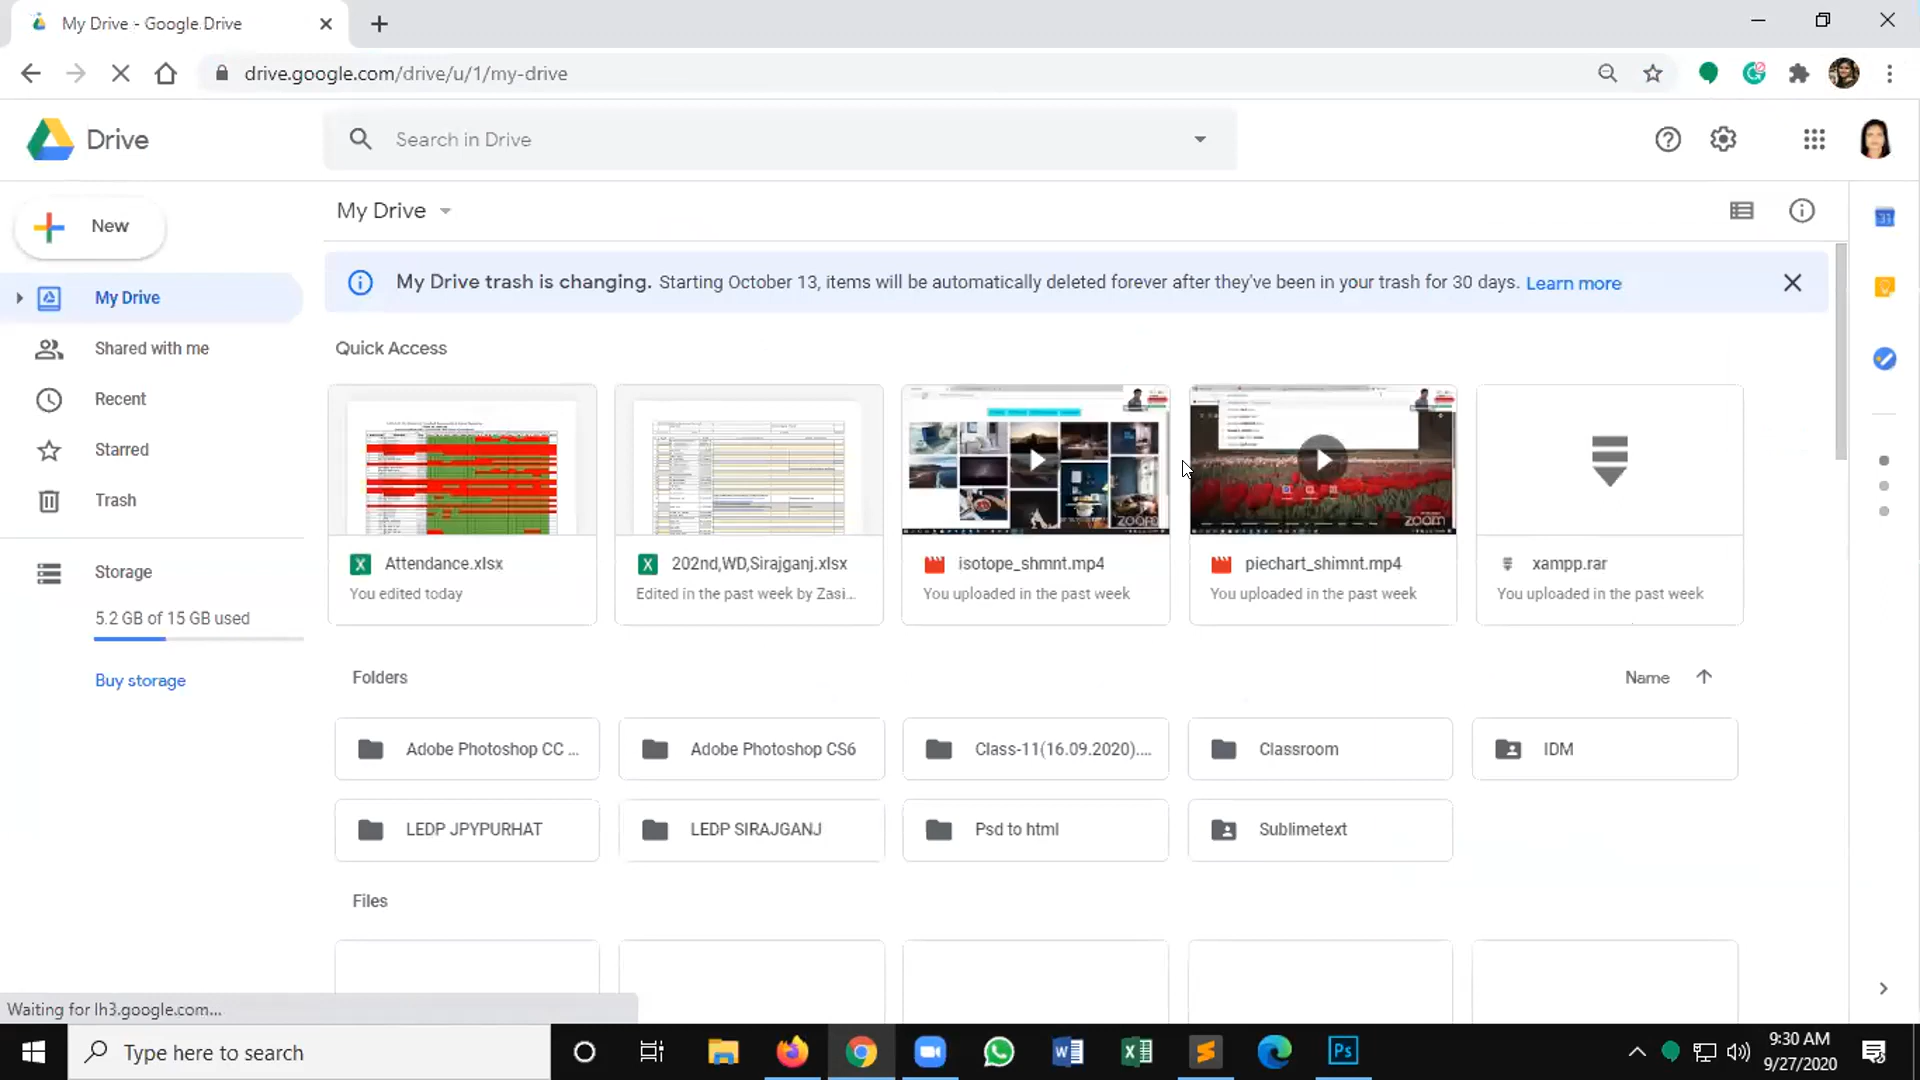 My Drive - Google Drive
drive.google.com/drive/u/1/my-drive
Drive
Search in Drive
New
My Drive
My Drive
Shared with me
Recent
Starred
Trash
Storage
5.2 GB of 15 GB used
Buy storage
My Drive trash is changing. Starting October 13, items will be automatically deleted forever after they've been in your trash for 30 days. Learn more
Quick Access
zoom
zoom
Attendance.xlsx
You edited today
202nd,WD,Sirajganj.xlsx
Edited in the past week by Zasi...
isotope_shmnt.mp4
You uploaded in the past week
piechart_shimnt.mp4
You uploaded in the past week
xampp.rar
You uploaded in the past week
Folders
Name
Adobe Photoshop CC ...
Adobe Photoshop CS6
Class-11(16.09.2020)....
Classroom
IDM
LEDP JPYPURHAT
LEDP SIRAJGANJ
Psd to html
Sublimetext
Files
31
Waiting for lh3.google.com...
Type here to search
Ps
9:30 AM
9/27/2020